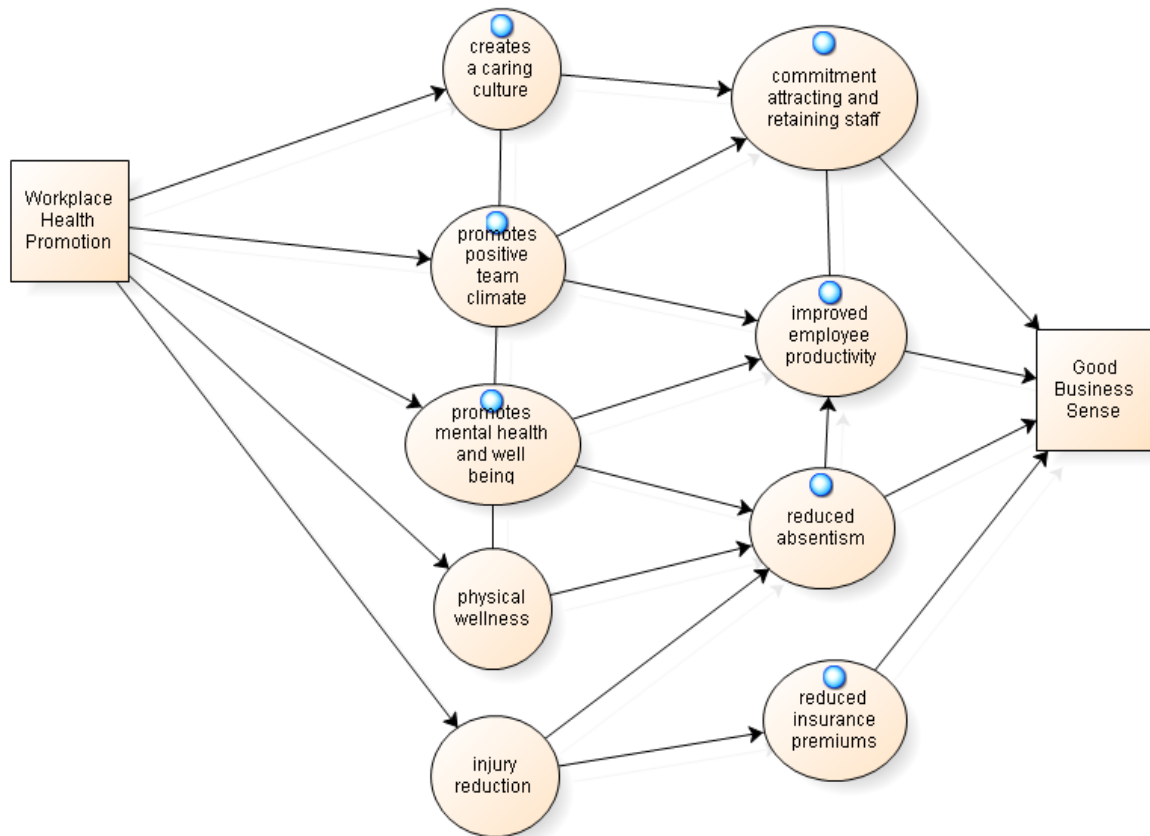 creates
a caring
culture
commitment
attracting and
retaining staff
Workplace
Health
Promotion
promotes
positive
team
climate
improved
employee
productivity
Good
Business
Sense
promotes
mental health
and well
being
reduced
absentism
physical
wellness
reduced
insurance
premiums
injury
reduction